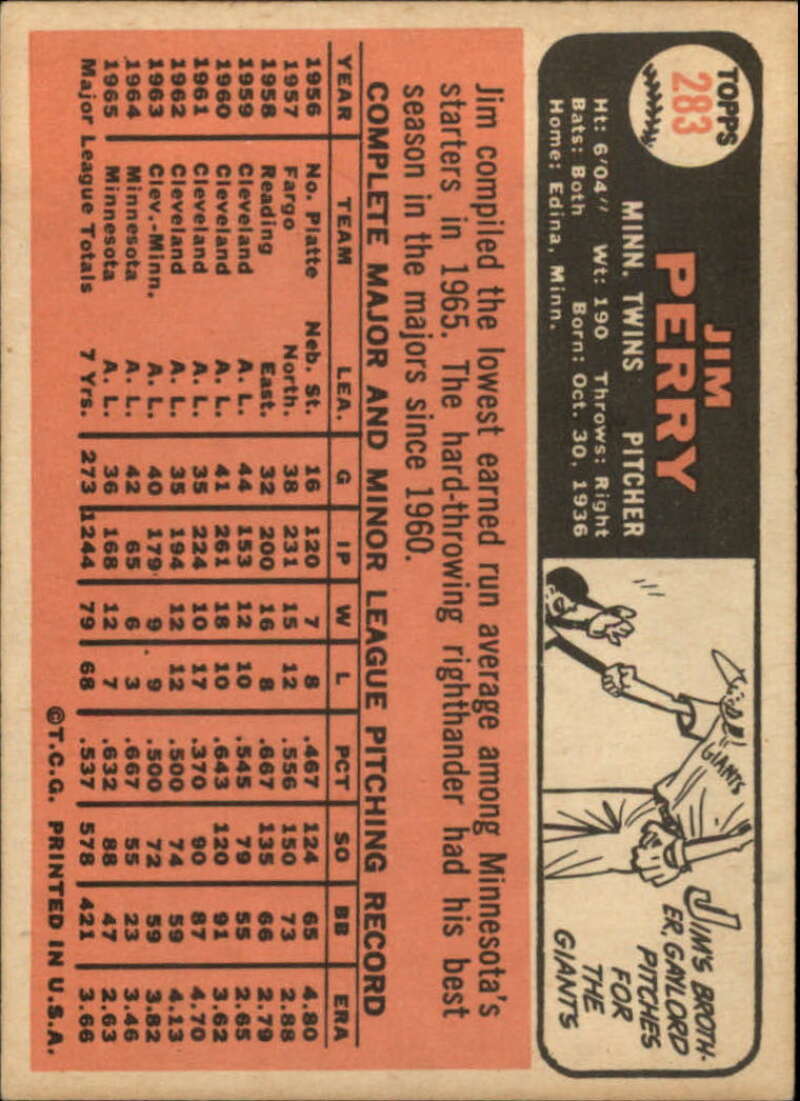 TOPPS
283
JIM
PERRY
MINN. TWINS PITCHER
Ht: 6'04" Wt: 190 Throws: Right
Bats: Both Born: Oct. 30, 1936
Home: Edina, Minn.
GIANTS
JIM'S BROTH-
ER, GAYLORD
PITCHES
FOR
THE
GIANTS
Jim compiled the lowest earned run average among Minnesota's
starters in 1965. The hard-throwing righthander had his best
season in the majors since 1960.
COMPLETE MAJOR AND MINOR LEAGUE PITCHING RECORD
YEAR TEAM LEA. G IP W L PCT SO BB ERA
1956 No. Platte Neb. St. 16 120 7 8 .467 124 65 4.80
1957 Fargo North. 38 231 15 12 .556 150 73 2.88
1958 Reading East. 32 200 16 8 .667 135 66 2.79
1959 Cleveland A. L. 44 153 12 10 .545 79 55 2.65
1960 Cleveland A. L. 41 261 18 10 .643 120 91 3.62
1961 Cleveland A. L. 35 224 10 17 .370 90 87 4.70
1962 Cleveland A. L. 35 194 12 12 .500 74 59 4.13
1963 Clev.-Minn. A. L. 40 179 9 9 .500 72 59 3.82
1964 Minnesota A. L. 42 65 6 3 .667 55 23 3.46
1965 Minnesota A. L. 36 168 12 7 .632 88 47 2.63
Major League Totals 7 Yrs. 273 1244 79 68 .537 578 421 3.66
©T.C.G. PRINTED IN U.S.A.